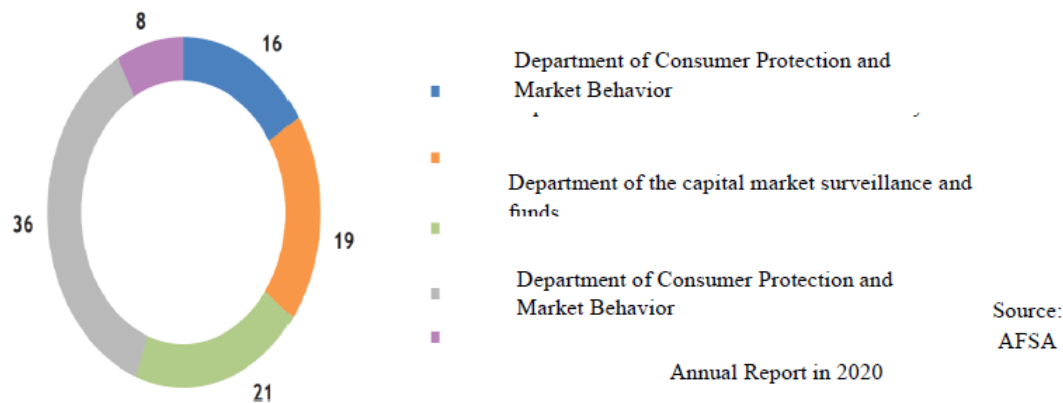 8
16
36
19
21
Department of Consumer Protection and
Market Behavior
Department of the capital market surveillance and
funds
Department of Consumer Protection and
Market Behavior
Source:
AFSA
Annual Report in 2020